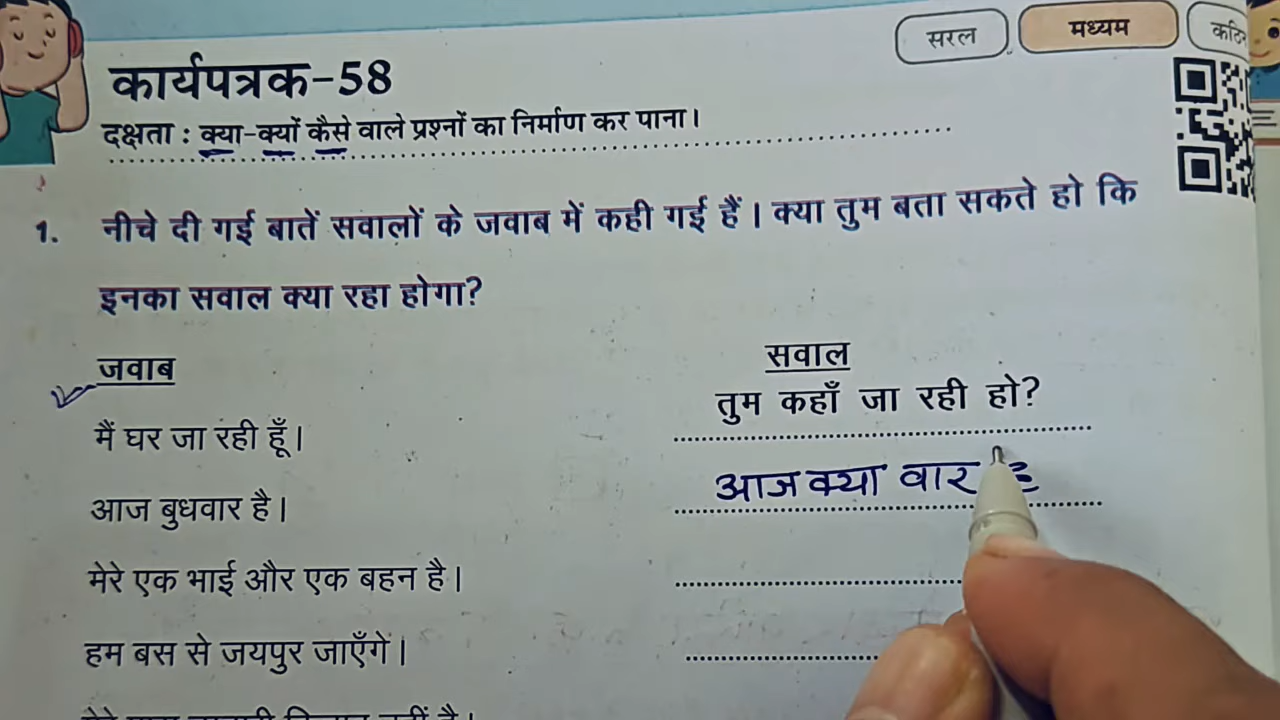 सरल मध्यम
कार्यपत्रक-58
दक्षता : क्या-क्यों कैसे वाले प्रश्नों का निर्माण कर पाना।
1. नीचे दी गई बातें सवालों के जवाब में कही गई हैं। क्या तुम बता सकते हो कि
इनका सवाल क्या रहा होगा?
जवाब सवाल
तुम कहाँ जा रही हो?
मैं घर जा रही हूँ।
आज क्या वार
आज बुधवार है।
मेरे एक भाई और एक बहन है।
हम बस से जयपुर जाएँगे।